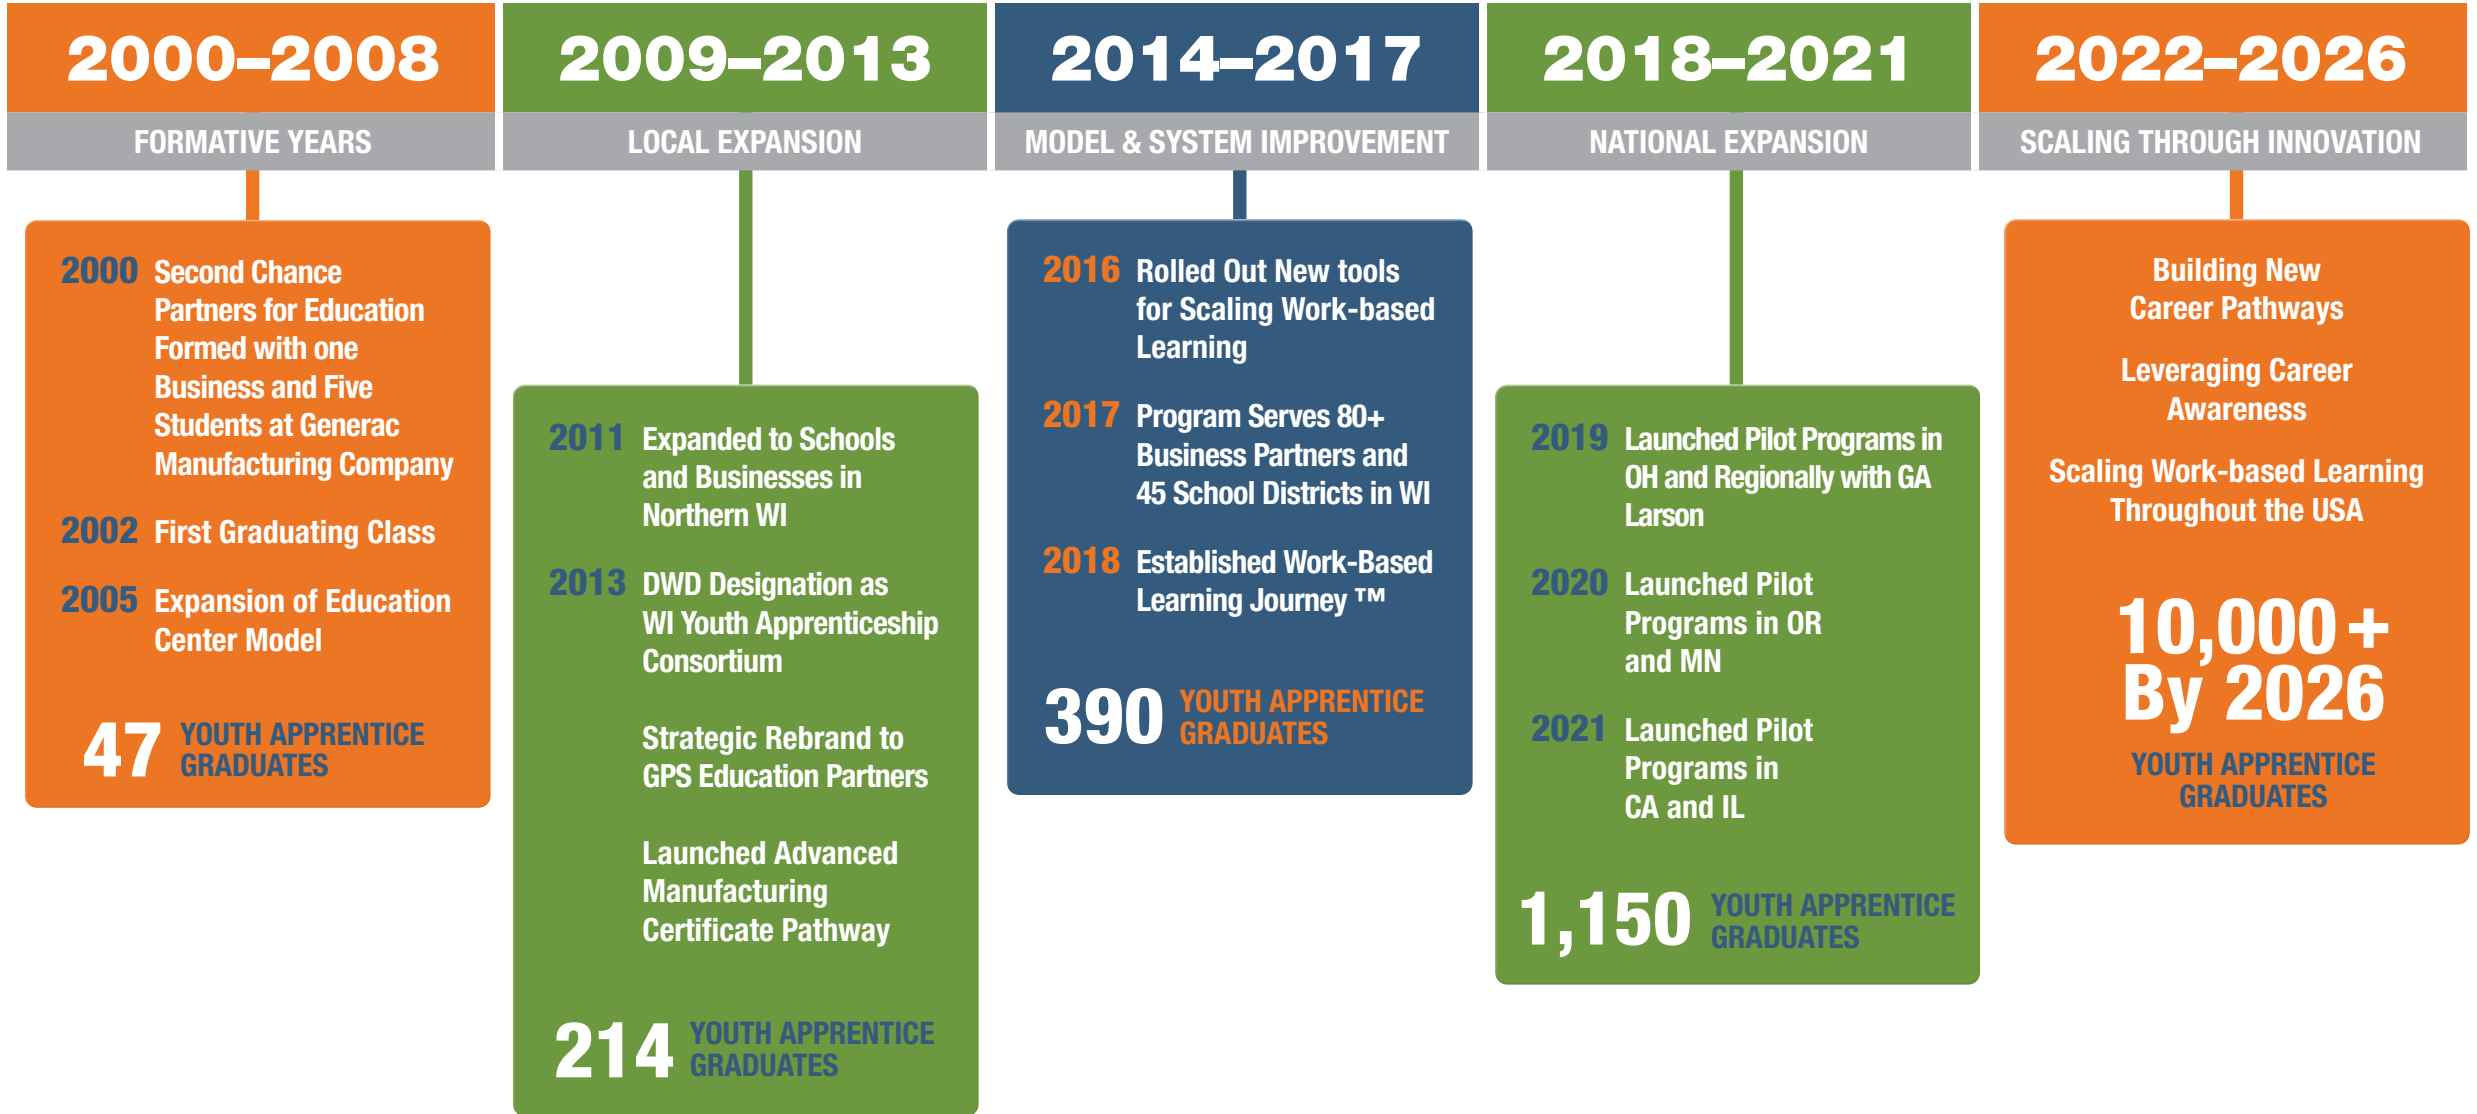 2000–2008
FORMATIVE YEARS
2000 Second Chance
Partners for Education
Formed with one
Business and Five
Students at Generac
Manufacturing Company
2002 First Graduating Class
2005 Expansion of Education
Center Model
47 YOUTH APPRENTICE
GRADUATES
2009–2013
LOCAL EXPANSION
2011 Expanded to Schools
and Businesses in
Northern WI
2013 DWD Designation as
WI Youth Apprenticeship
Consortium
Strategic Rebrand to
GPS Education Partners
Launched Advanced
Manufacturing
Certificate Pathway
214 YOUTH APPRENTICE
GRADUATES
2014–2017
MODEL & SYSTEM IMPROVEMENT
2016 Rolled Out New tools
for Scaling Work-based
Learning
2017 Program Serves 80+
Business Partners and
45 School Districts in WI
2018 Established Work-Based
Learning Journey ™
390 YOUTH APPRENTICE
GRADUATES
2018–2021
NATIONAL EXPANSION
2019 Launched Pilot Programs in
OH and Regionally with GA
Larson
2020 Launched Pilot
Programs in OR
and MN
2021 Launched Pilot
Programs in
CA and IL
1,150 YOUTH APPRENTICE
GRADUATES
2022–2026
SCALING THROUGH INNOVATION
Building New
Career Pathways
Leveraging Career
Awareness
Scaling Work-based Learning
Throughout the USA
10,000+
By 2026
YOUTH APPRENTICE
GRADUATES